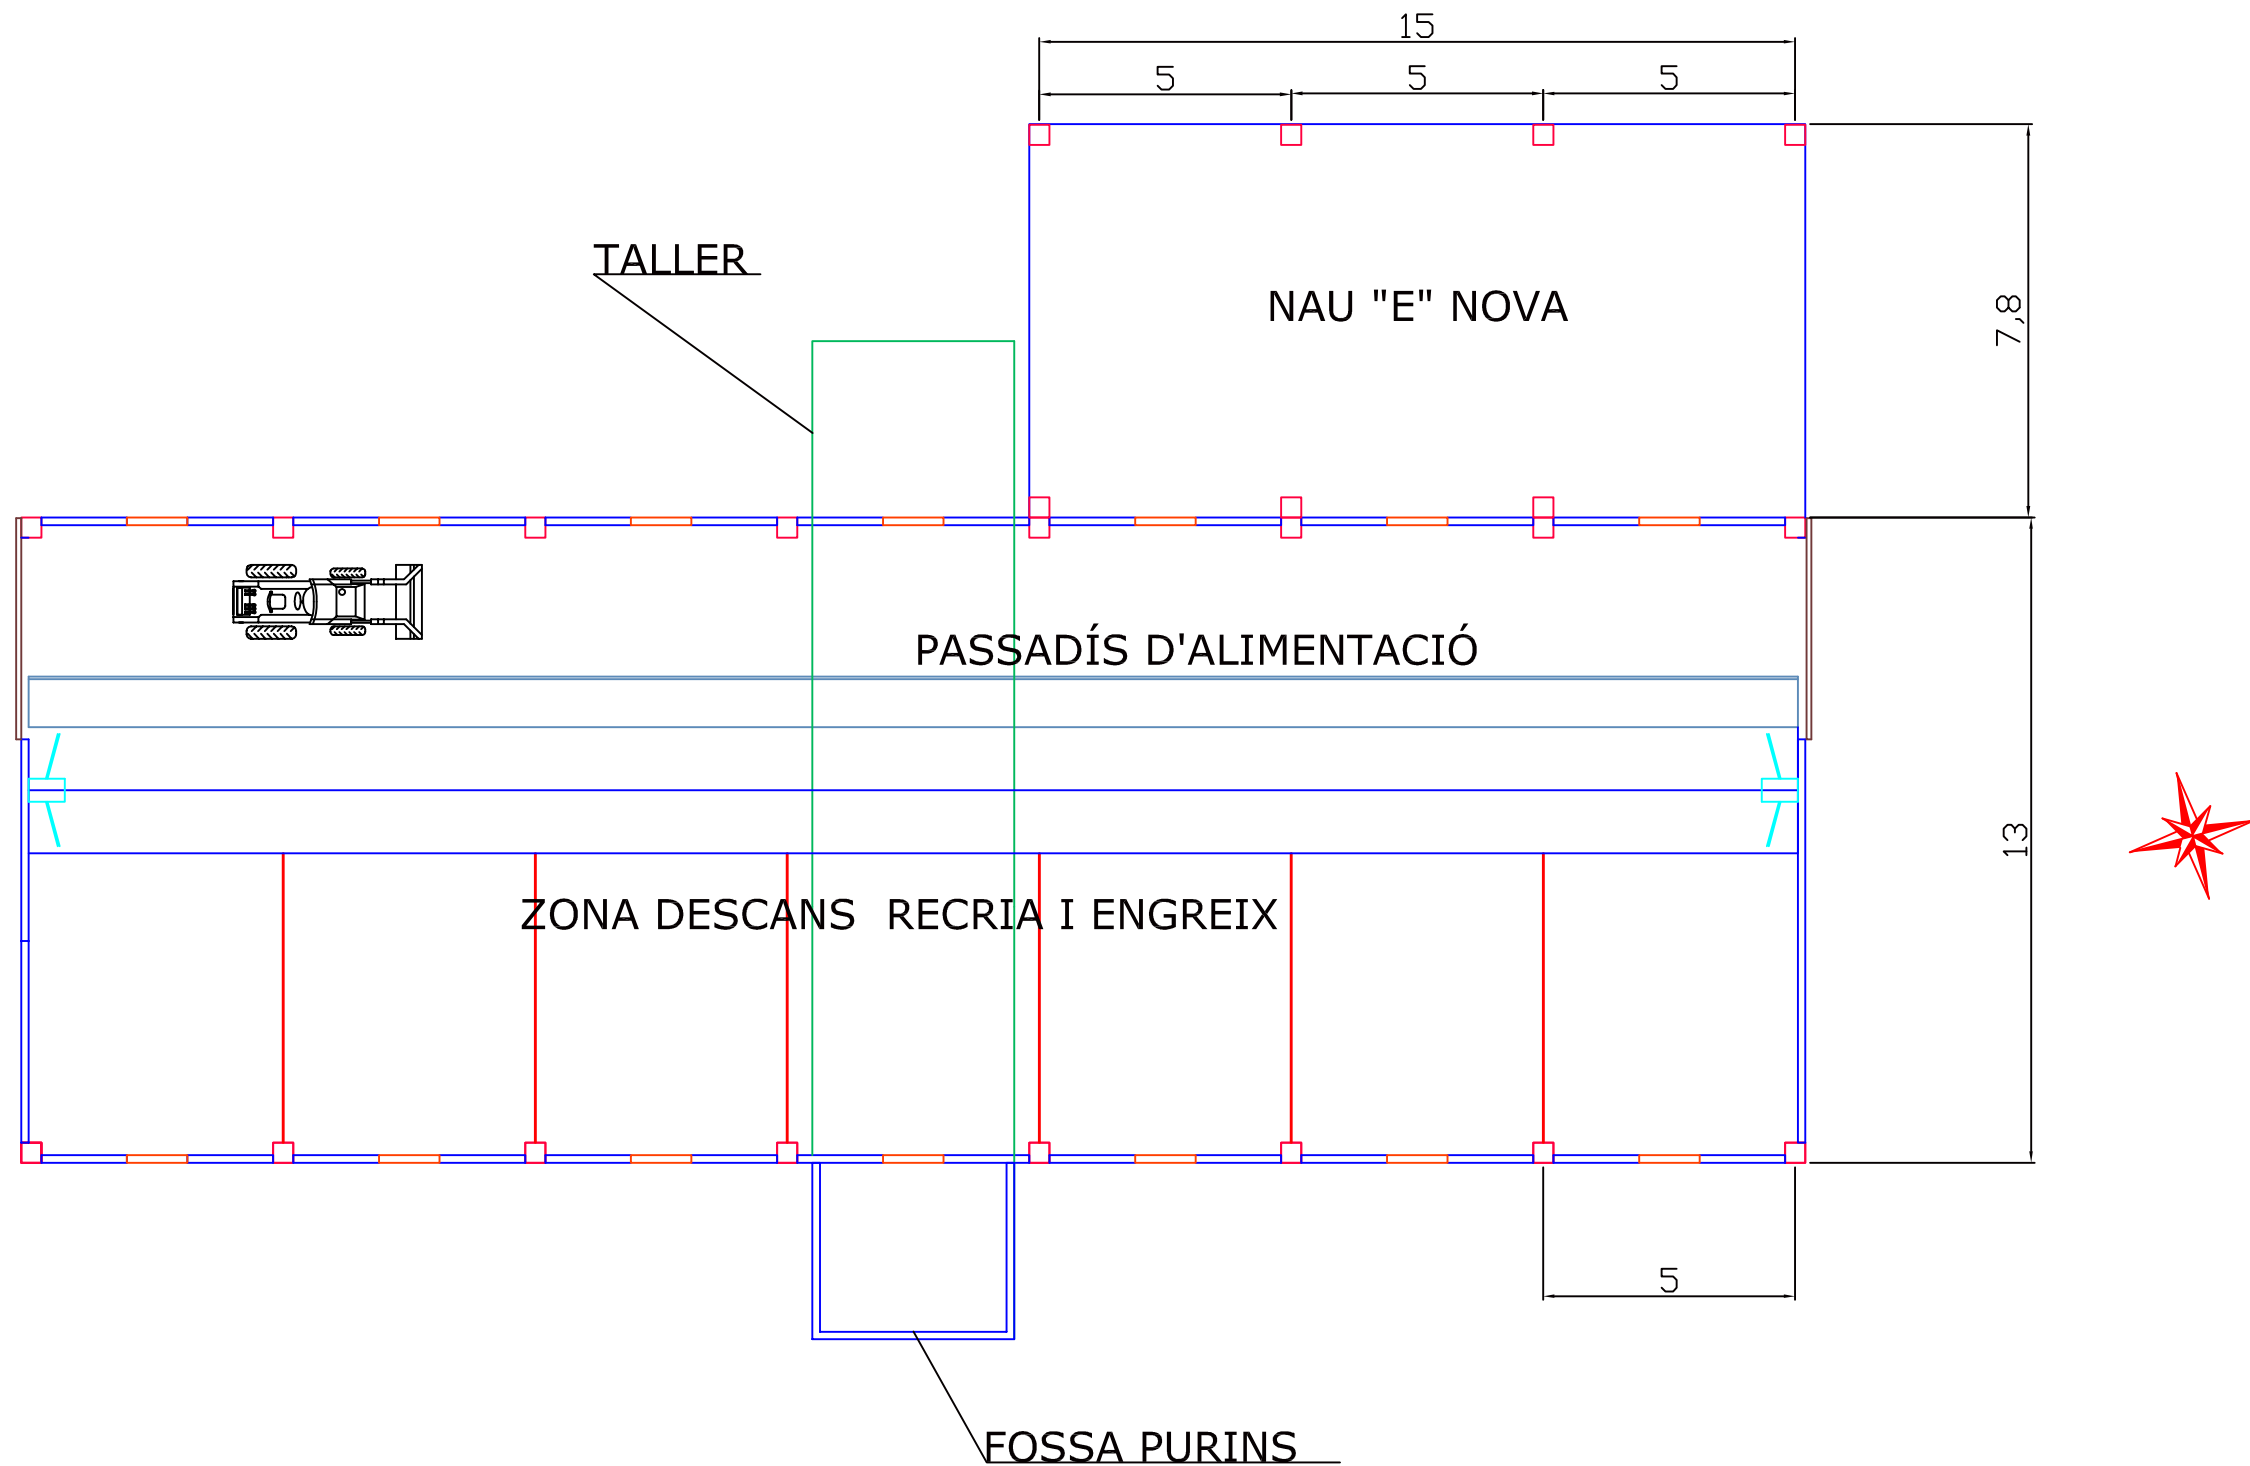 15
5 5 5
TALLER
NAU "E" NOVA
7,8
PASSADÍS D'ALIMENTACIÓ
13
ZONA DESCANS RECRIA I ENGREIX
5
FOSSA PURINS